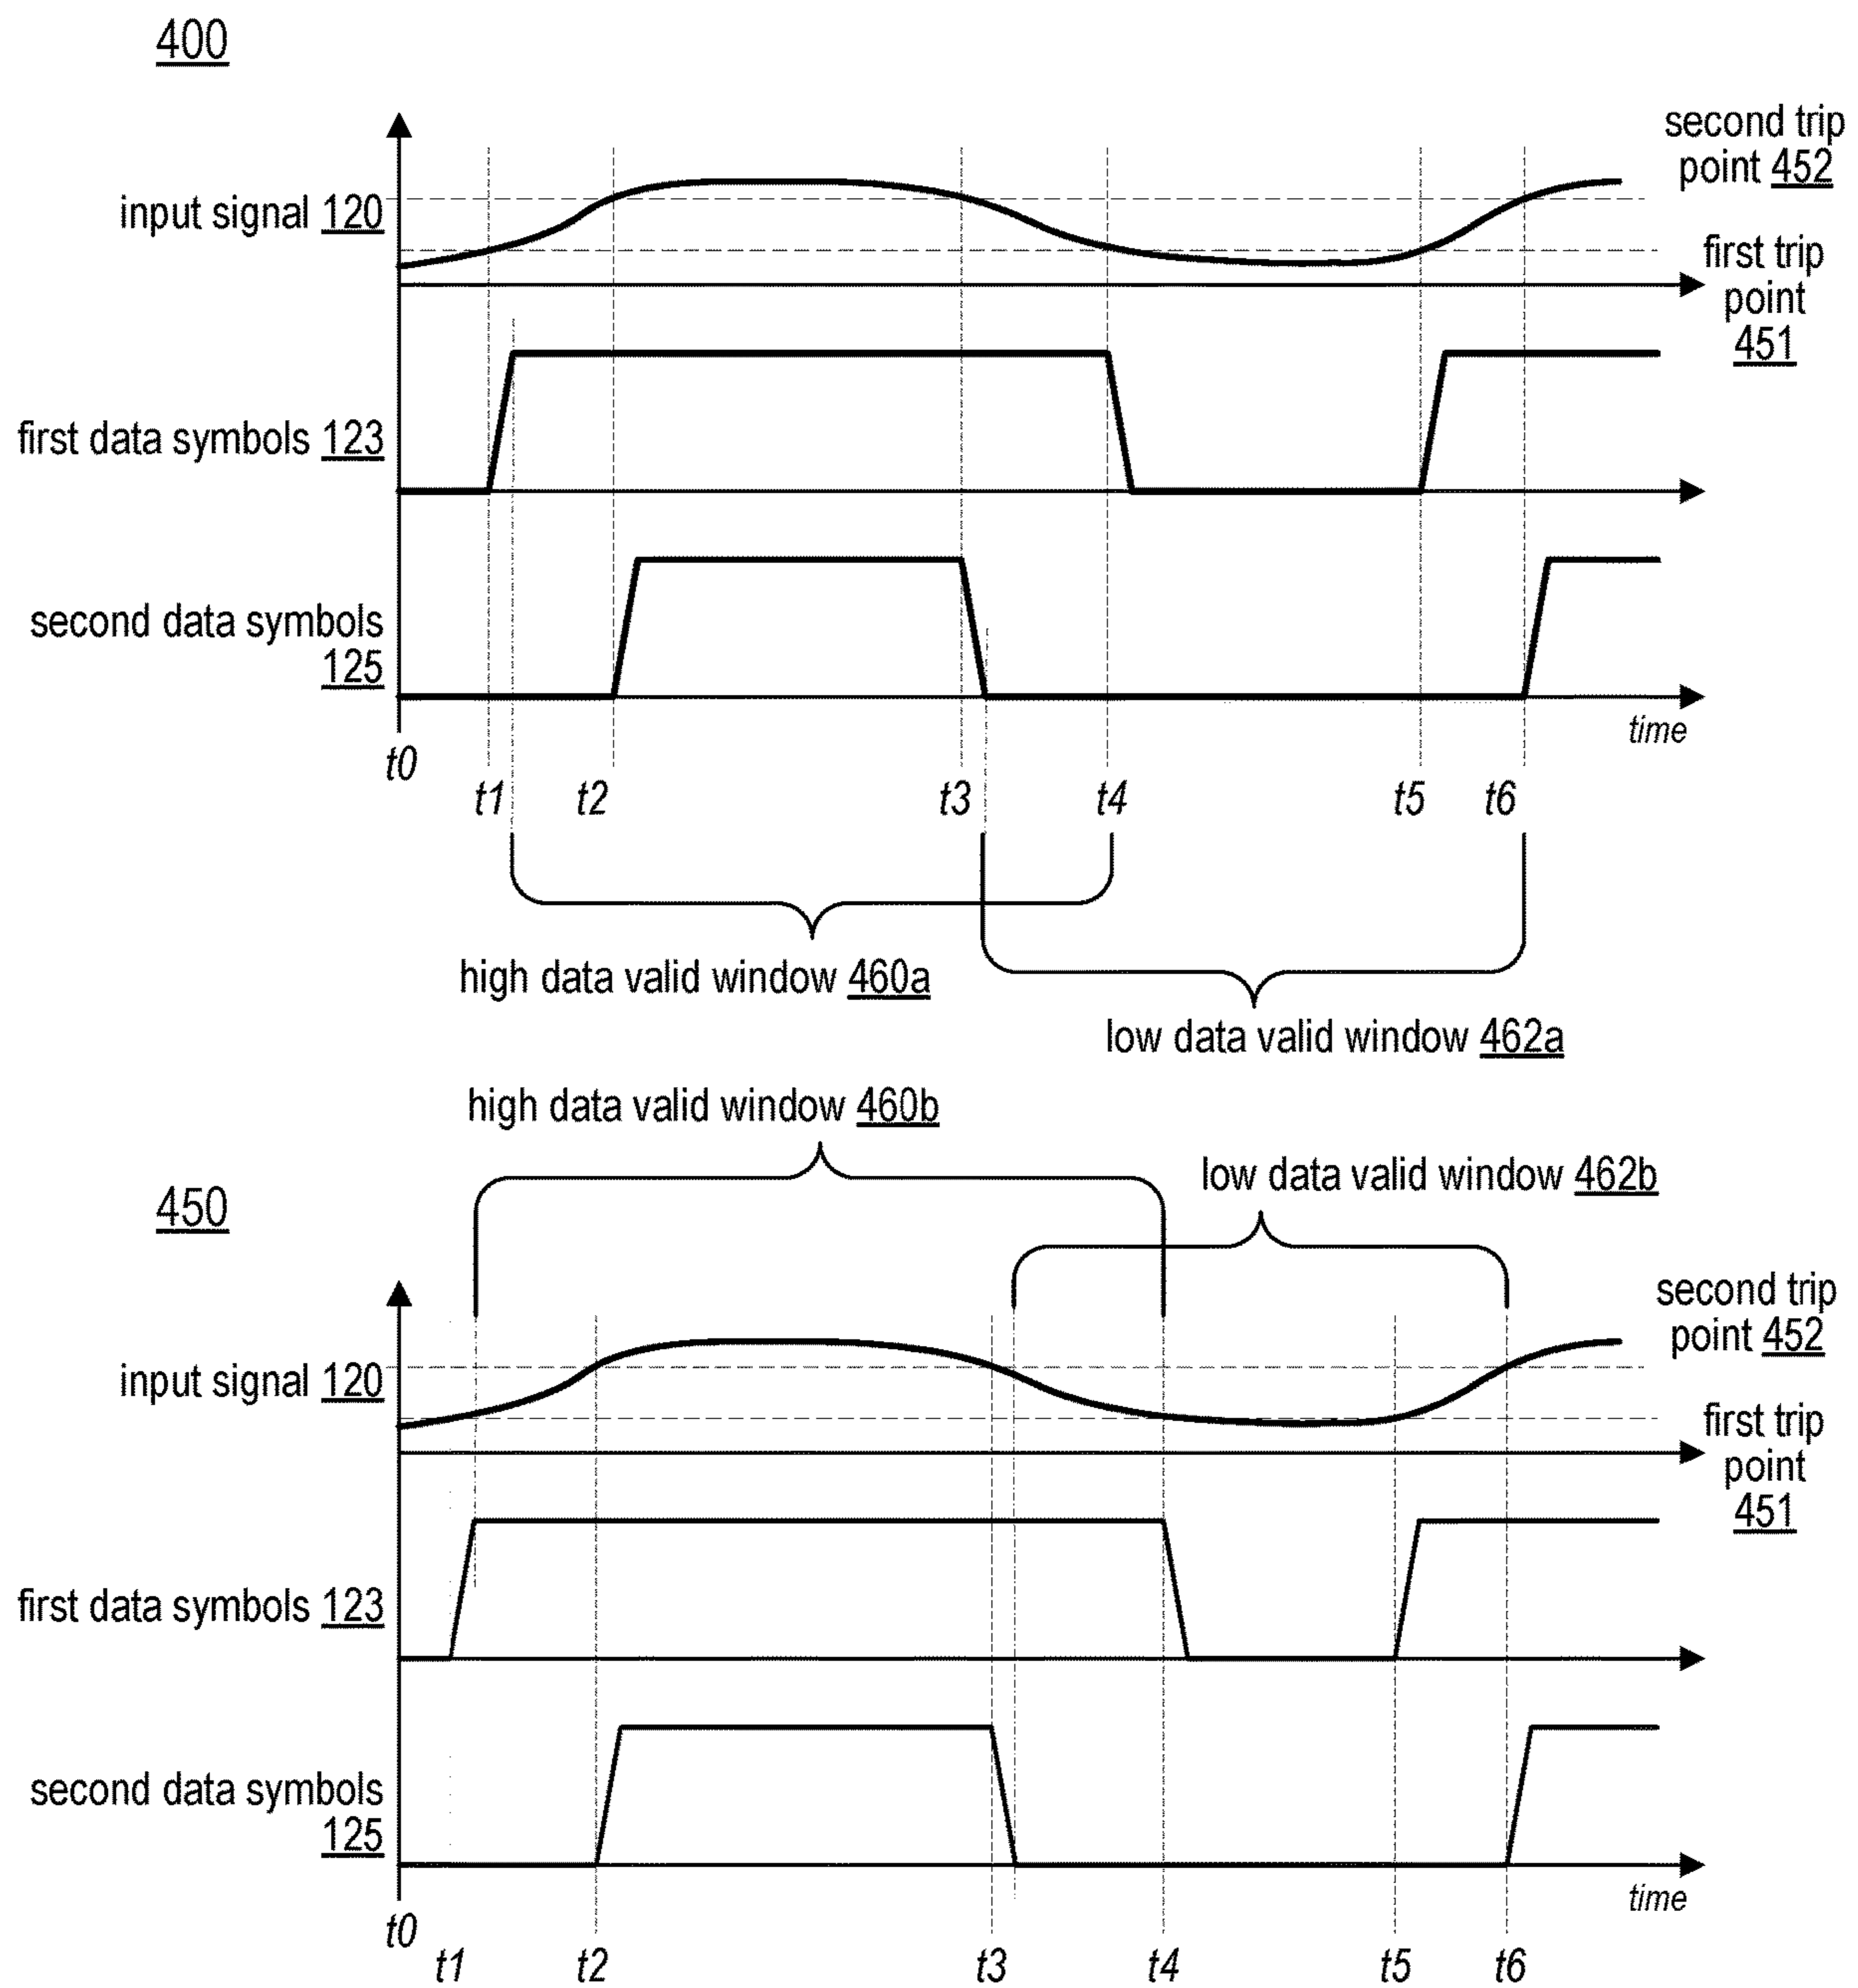 400
second trip
point 452
input signal 120
first trip
point
451
first data symbols 123
second data symbols
125
time
t0
t1 t2 t3 t4 t5 t6
high data valid window 460a
low data valid window 462a
high data valid window 460b
low data valid window 462b
450
second trip
point 452
input signal 120
first trip
point
451
first data symbols 123
second data symbols
125
time
t0
t1 t2 t3 t4 t5 t6